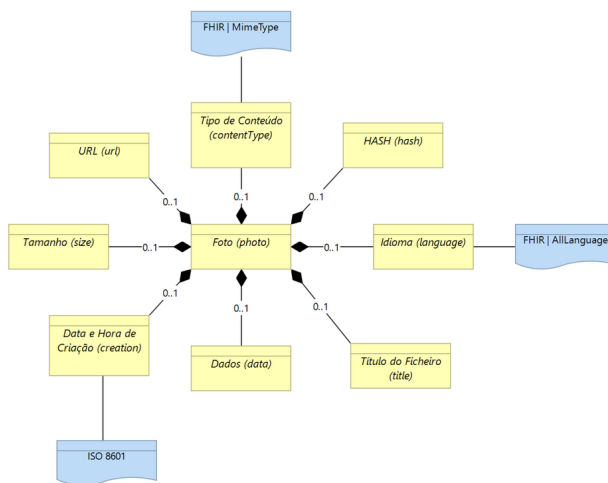 FHIR | MimeType
Tipo de Conteúdo
(contentType)
HASH (hash)
URL (url)
0..1
0..1
0..1
Tamanho (size)
0..1
Foto (photo)
0..1
Idioma (language)
FHIR | AllLanguage
0..1
0..1
0..1
Data e Hora de
Criação (creation)
Dados (data)
Título do Ficheiro
(title)
ISO 8601